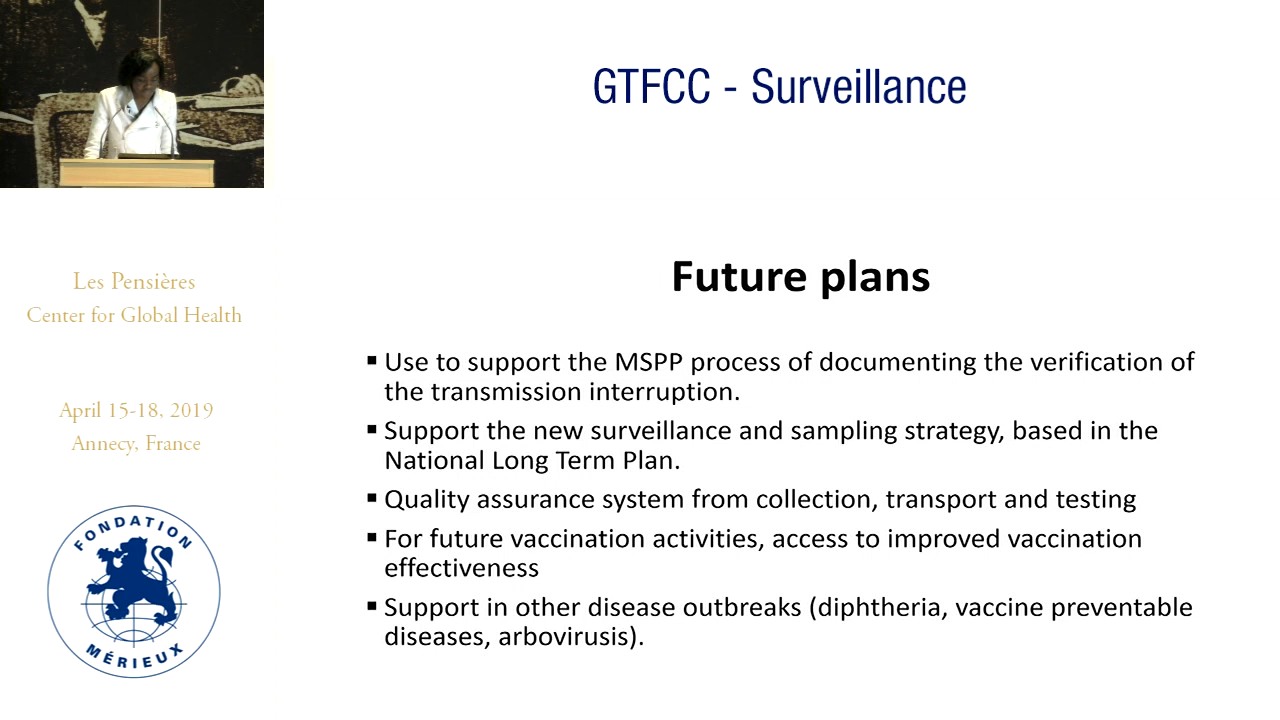 GTFCC - Surveillance
Les Pensières
Center for Global Health
April 15-18, 2019
Annecy, France
FONDATION
MÉRIEUX
Future plans
▪ Use to support the MSPP process of documenting the verification of
the transmission interruption.
▪ Support the new surveillance and sampling strategy, based in the
National Long Term Plan.
▪ Quality assurance system from collection, transport and testing
▪ For future vaccination activities, access to improved vaccination
effectiveness
▪ Support in other disease outbreaks (diphtheria, vaccine preventable
diseases, arbovirusis).